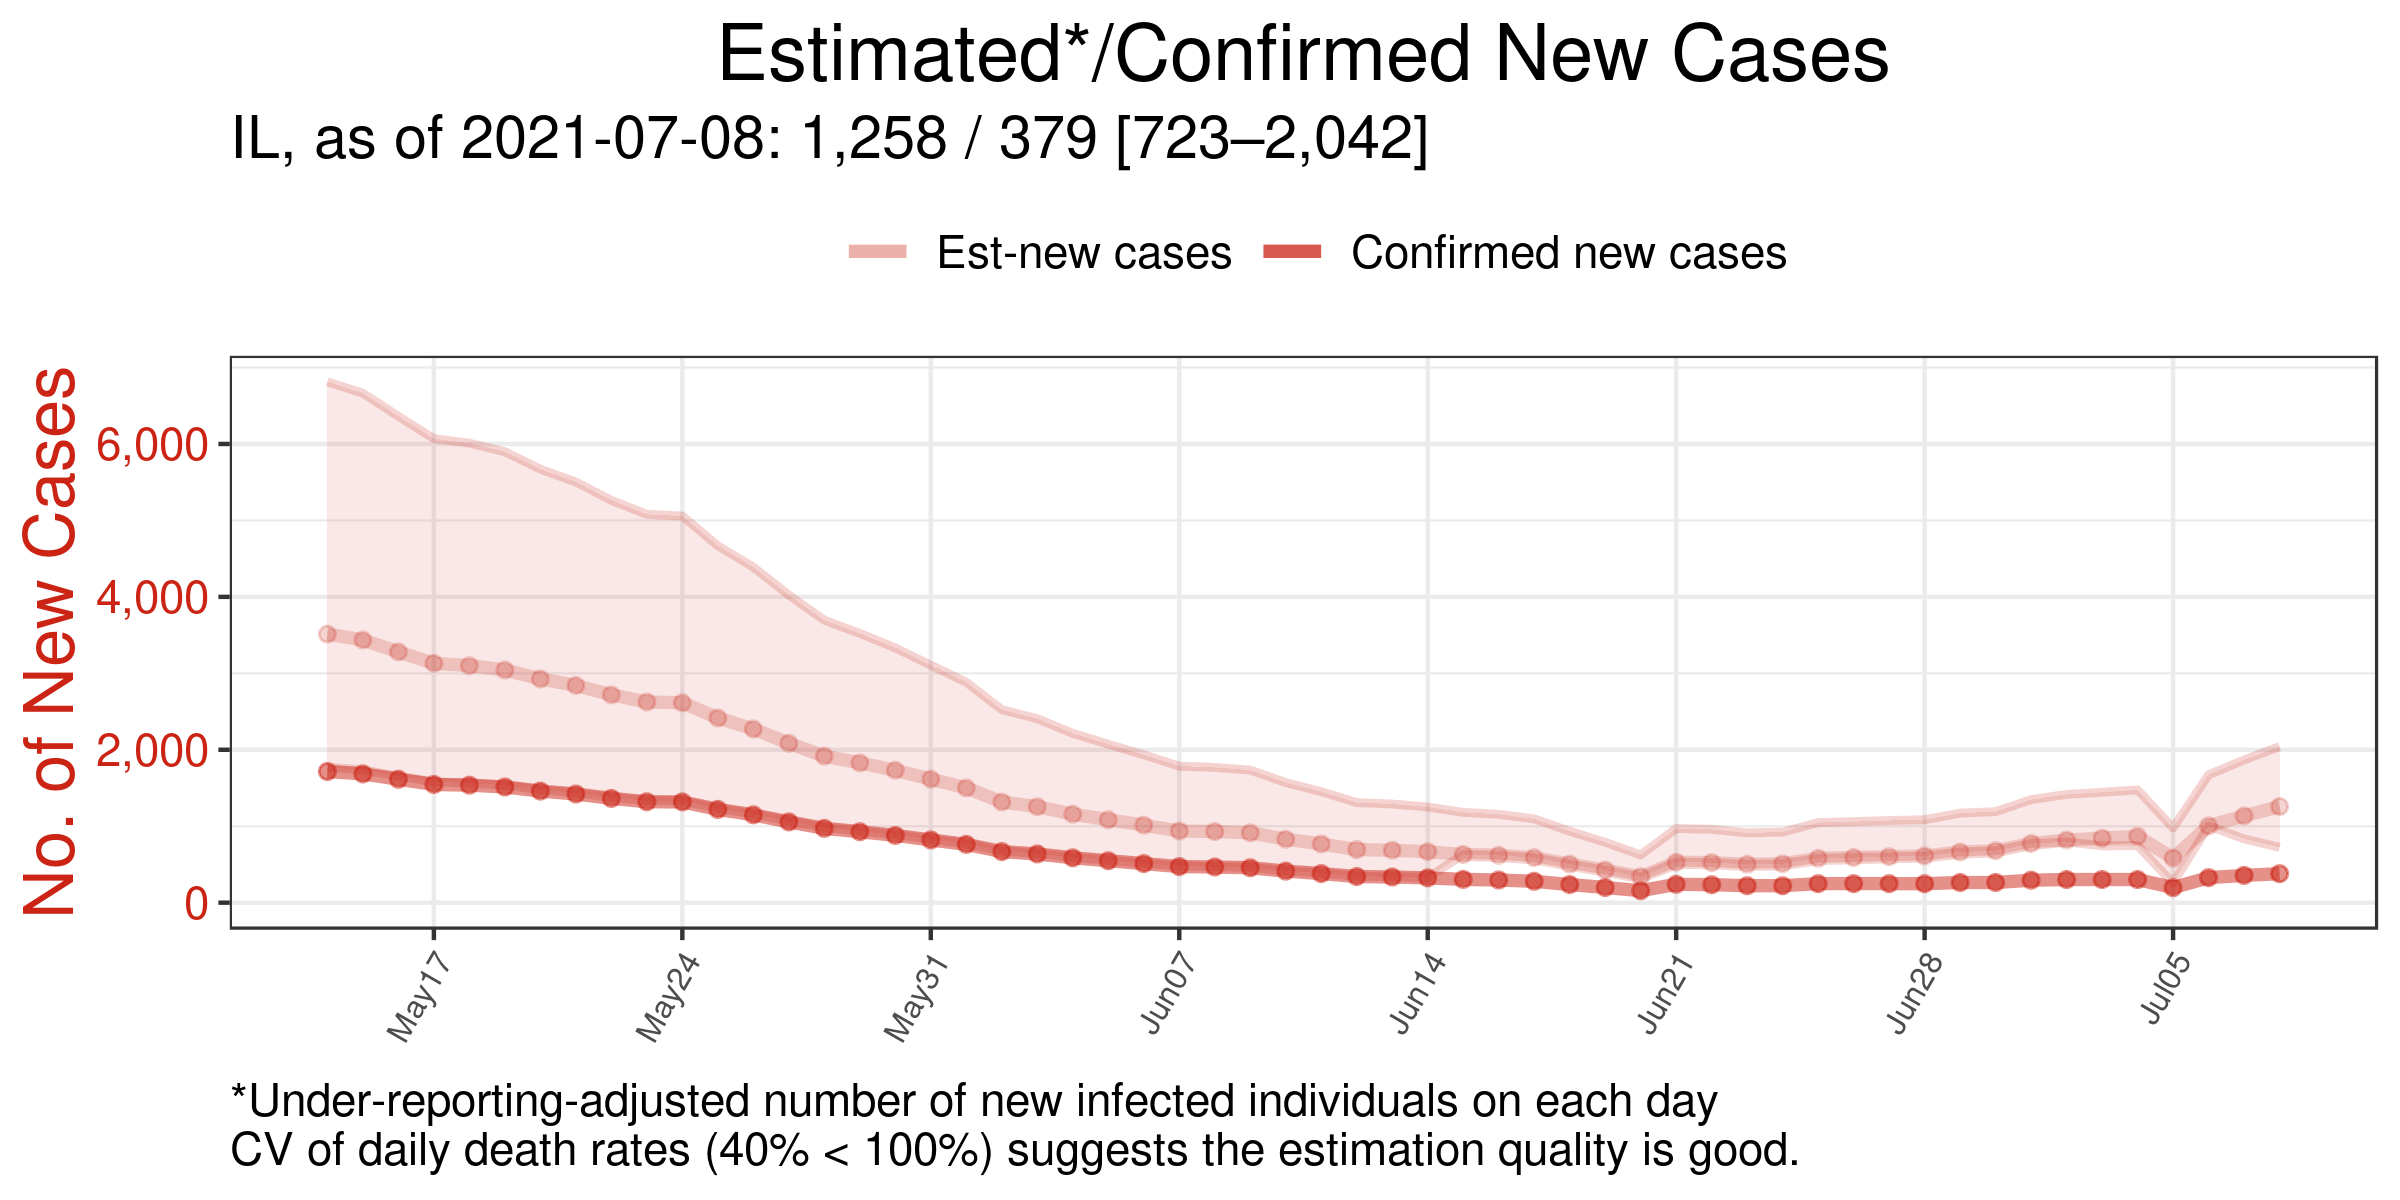 Estimated*/Confirmed New Cases
IL, as of 2021-07-08: 1,258 / 379 [723–2,042]
Est-new cases
Confirmed new cases
No. of New Cases
6,000
4,000
2,000
0
May17
May24
May31
Jun07
Jun14
Jun21
Jun28
Jul05
*Under-reporting-adjusted number of new infected individuals on each day
CV of daily death rates (40% < 100%) suggests the estimation quality is good.